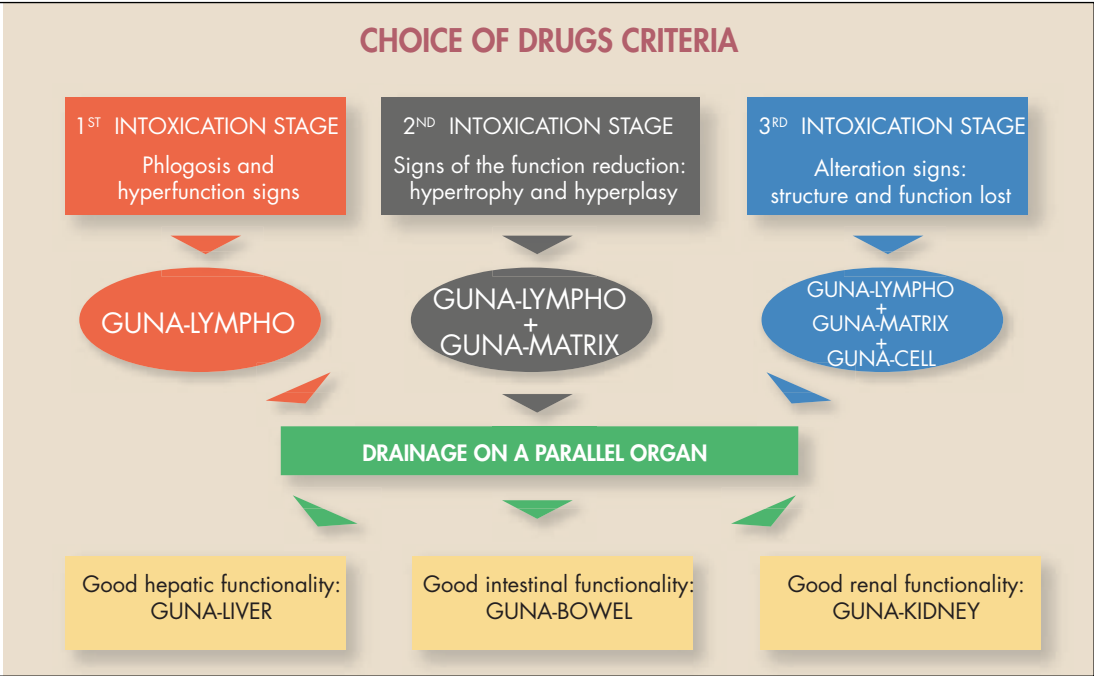 CHOICE OF DRUGS CRITERIA
1ST INTOXICATION STAGE
Phlogosis and
hyperfunction signs
2ND INTOXICATION STAGE
Signs of the function reduction:
hypertrophy and hyperplasy
3RD INTOXICATION STAGE
Alteration signs:
structure and function lost
GUNA-LYMPHO
GUNA-LYMPHO
+
GUNA-MATRIX
GUNA-LYMPHO
+
GUNA-MATRIX
+
GUNA-CELL
DRAINAGE ON A PARALLEL ORGAN
Good hepatic functionality:
GUNA-LIVER
Good intestinal functionality:
GUNA-BOWEL
Good renal functionality:
GUNA-KIDNEY